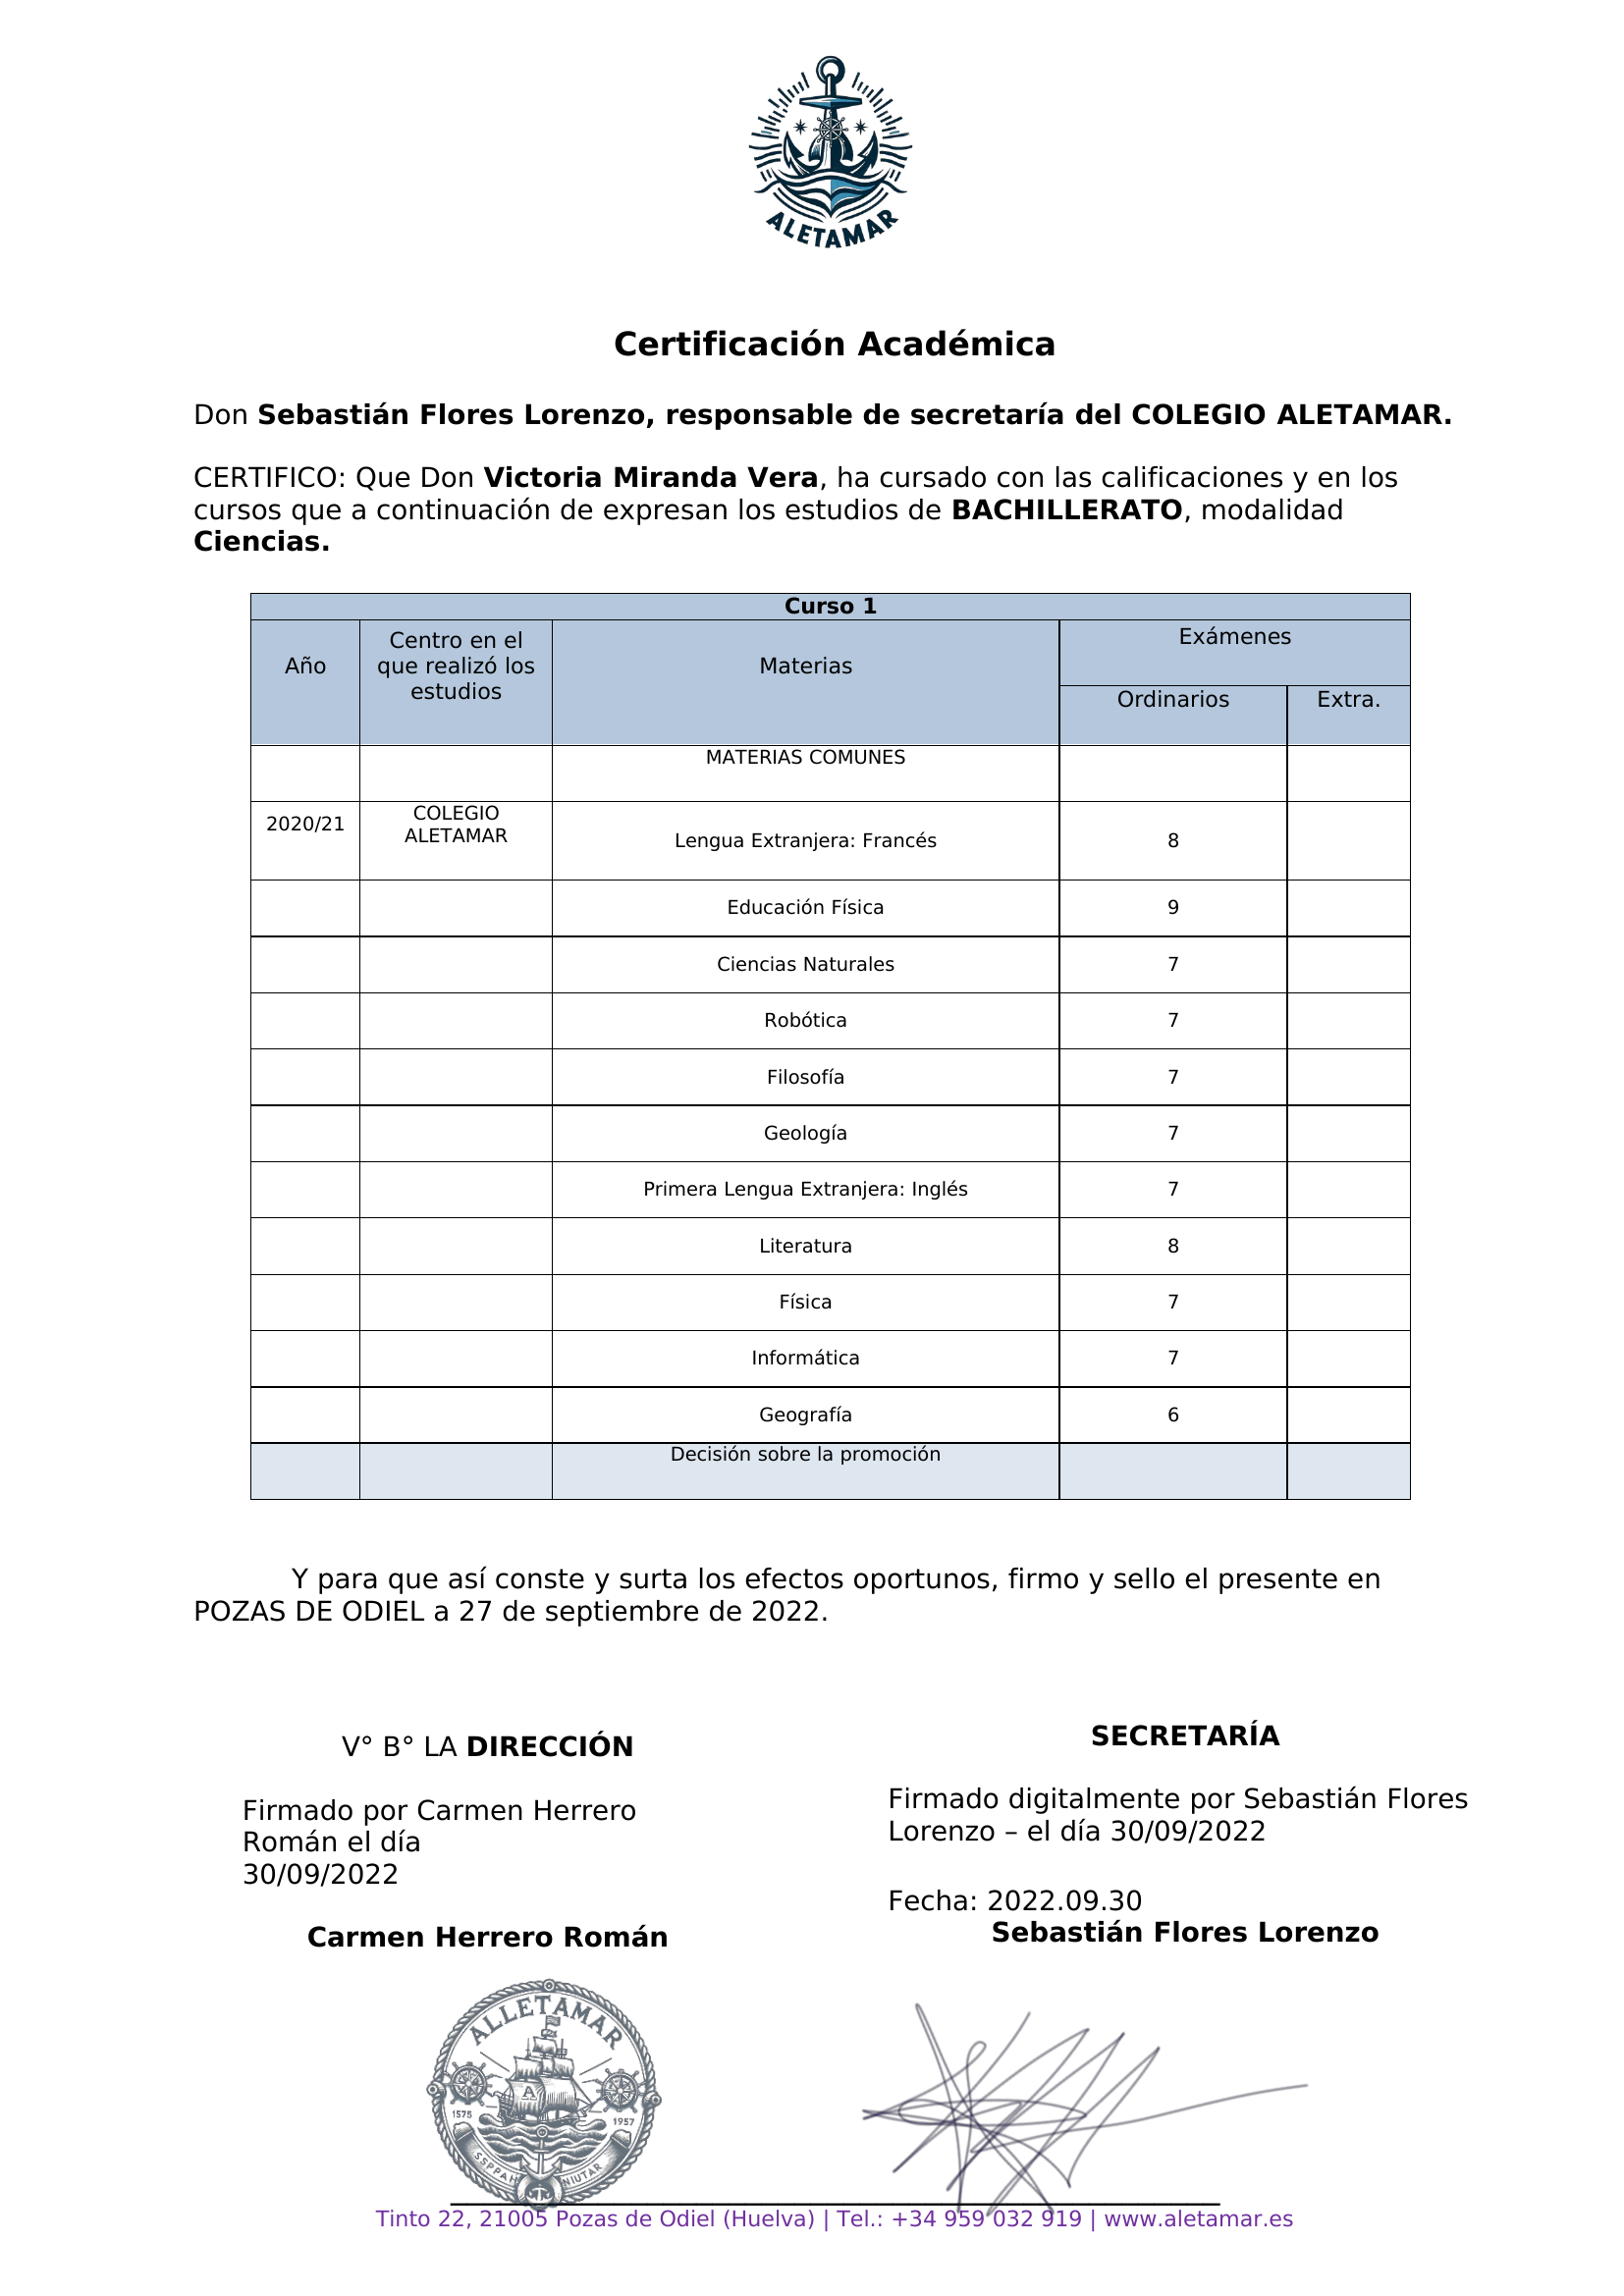 ALETAMAR
Certificación Académica
Don Sebastián Flores Lorenzo, responsable de secretaría del COLEGIO ALETAMAR.
CERTIFICO: Que Don Victoria Miranda Vera, ha cursado con las calificaciones y en los
cursos que a continuación de expresan los estudios de BACHILLERATO, modalidad
Ciencias.
Curso 1
Año
Centro en el
que realizó los
estudios
Materias
Exámenes
Ordinarios Extra.
MATERIAS COMUNES
2020/21
COLEGIO
ALETAMAR
Lengua Extranjera: Francés 8
Educación Física 9
Ciencias Naturales 7
Robótica 7
Filosofía 7
Geología 7
Primera Lengua Extranjera: Inglés 7
Literatura 8
Física 7
Informática 7
Geografía 6
Decisión sobre la promoción
Y para que así conste y surta los efectos oportunos, firmo y sello el presente en
POZAS DE ODIEL a 27 de septiembre de 2022.
V° B° LA DIRECCIÓN
Firmado por Carmen Herrero
Román el día
30/09/2022
Carmen Herrero Román
SECRETARÍA
Firmado digitalmente por Sebastián Flores
Lorenzo – el día 30/09/2022
Fecha: 2022.09.30
Sebastián Flores Lorenzo
ALLETAMAR
A
1575 1957
SSPPAH NIUTAR
Tinto 22, 21005 Pozas de Odiel (Huelva) | Tel.: +34 959 032 919 | www.aletamar.es